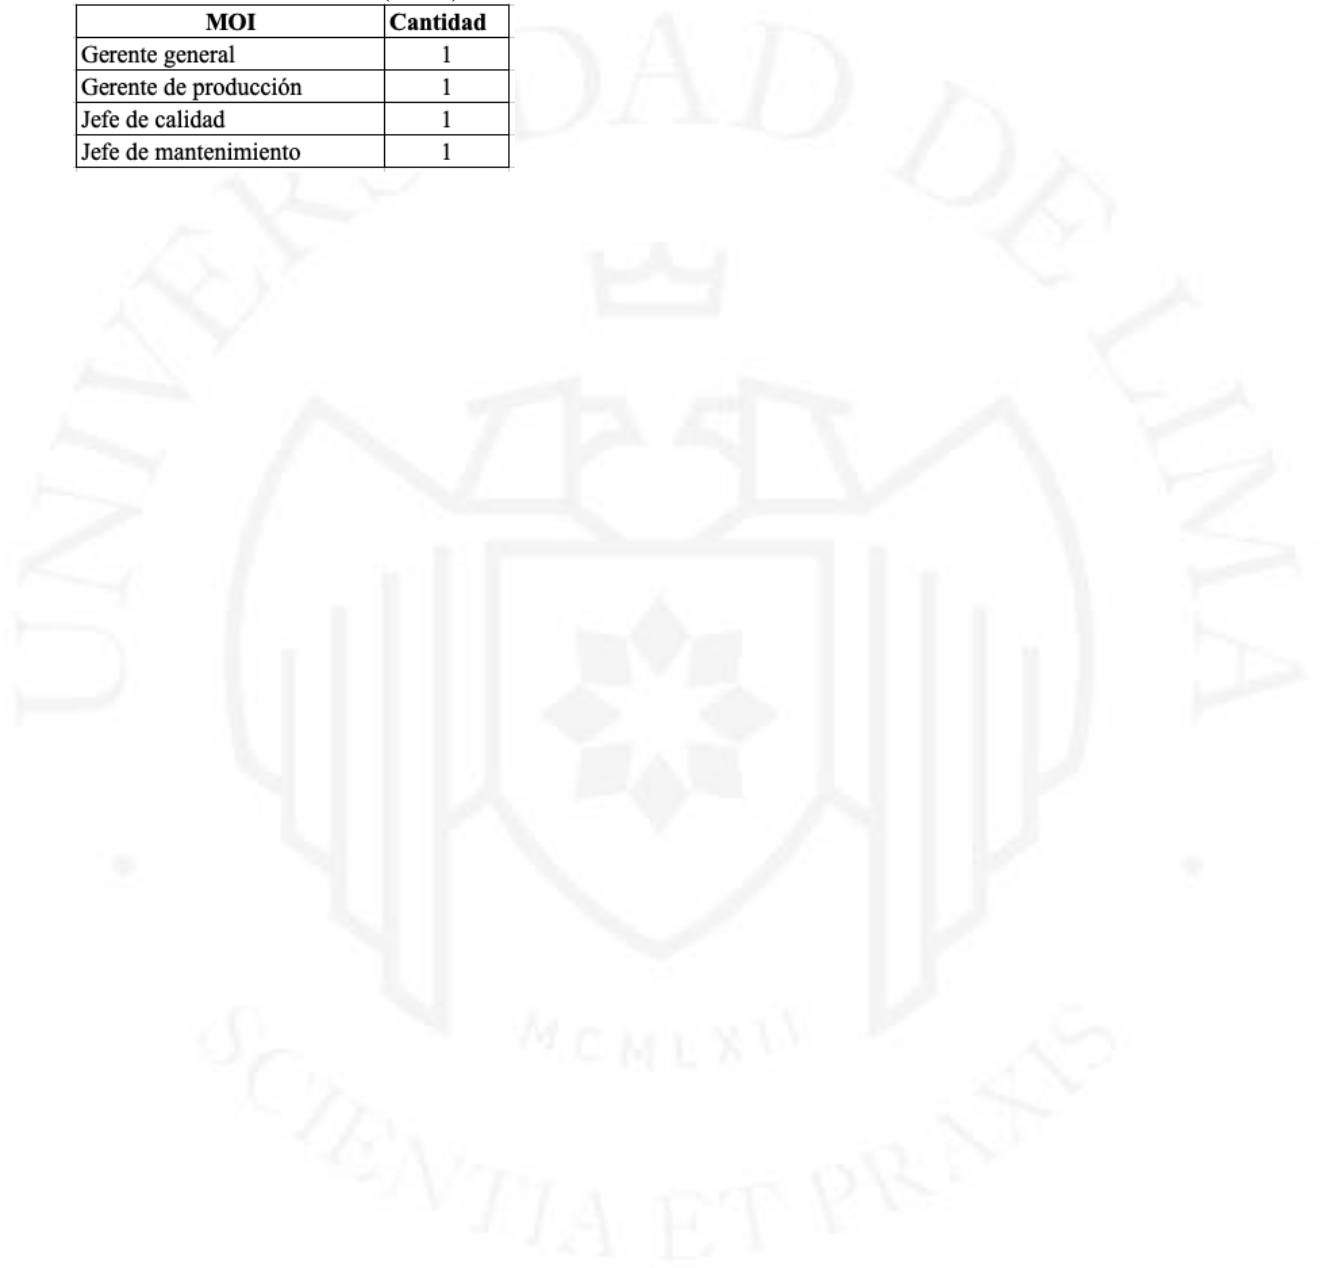 MOI Cantidad
Gerente general 1
Gerente de producción 1
Jefe de calidad 1
Jefe de mantenimiento 1
UNIVERSIDAD DE LIMA
MCMLXII
SCIENTIA ET PRAXIS